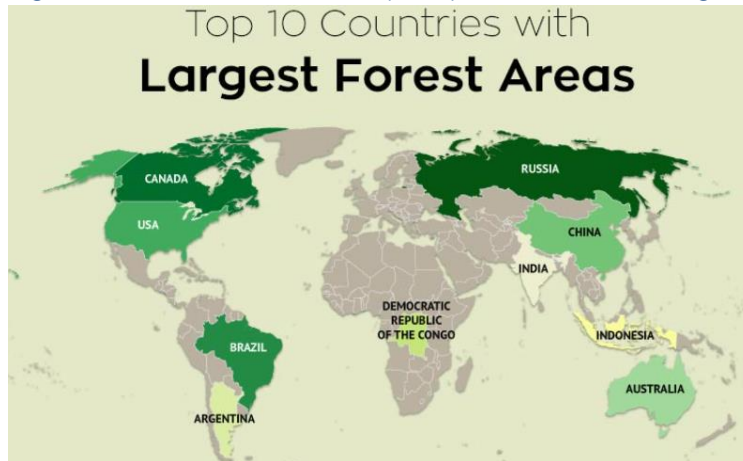 Top 10 Countries with
Largest Forest Areas
CANADA
RUSSIA
USA
CHINA
INDIA
DEMOCRATIC
REPUBLIC
OF THE CONGO
INDONESIA
BRAZIL
AUSTRALIA
ARGENTINA